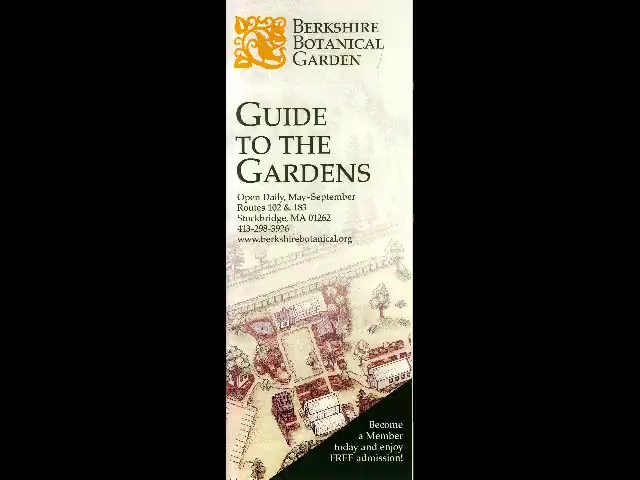 BERKSHIRE
BOTANICAL
GARDEN
GUIDE
TO THE
GARDENS
Open Daily, May-September
Routes 102 & 183
Stockbridge, MA 01262
413-298-3926
www.berkshirebotanical.org
Become
a Member
today and enjoy
FREE admission!